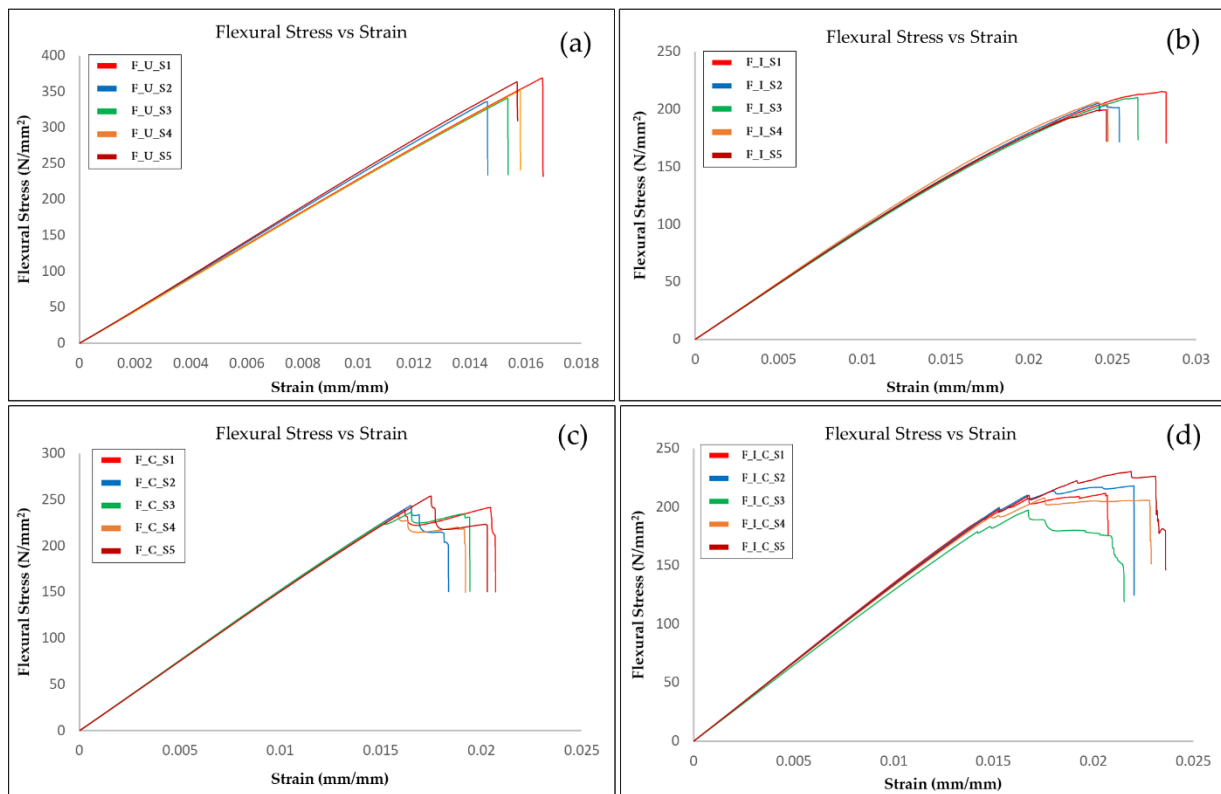 Flexural Stress vs Strain
(a)
Flexural Stress (N/mm²)
400
350
300
250
200
150
100
50
0
F_U_S1
F_U_S2
F_U_S3
F_U_S4
F_U_S5
0 0.002 0.004 0.006 0.008 0.01 0.012 0.014 0.016 0.018
Strain (mm/mm)
Flexural Stress vs Strain
(b)
Flexural Stress (N/mm²)
250
200
150
100
50
0
F_I_S1
F_I_S2
F_I_S3
F_I_S4
F_I_S5
0 0.005 0.01 0.015 0.02 0.025 0.03
Strain (mm/mm)
Flexural Stress vs Strain
(c)
Flexural Stress (N/mm²)
300
250
200
150
100
50
0
F_C_S1
F_C_S2
F_C_S3
F_C_S4
F_C_S5
0 0.005 0.01 0.015 0.02 0.025
Strain (mm/mm)
Flexural Stress vs Strain
(d)
Flexural Stress (N/mm²)
250
200
150
100
50
0
F_I_C_S1
F_I_C_S2
F_I_C_S3
F_I_C_S4
F_I_C_S5
0 0.005 0.01 0.015 0.02 0.025
Strain (mm/mm)